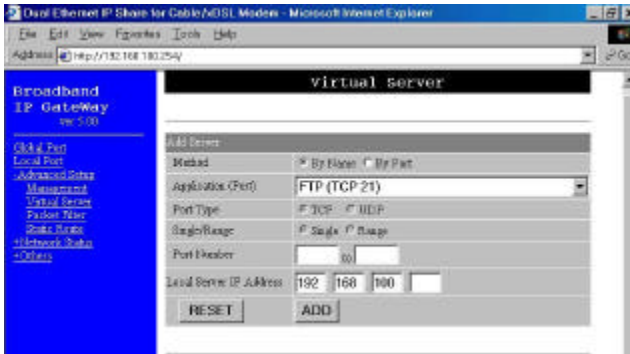 Dual Ethernet IP Share for Cable/xDSL Modem - Microsoft Internet Explorer
File Edit View Favorites Tools Help
Address http://192.168.100.254/ Go
Broadband
IP GateWay
ver 5.00
Global Port
Local Port
-Advanced Setup
Management
Virtual Server
Packet Filter
Static Route
+Network Status
+Others
Virtual Server
Add Server
Method By Name By Port
Application (Port) FTP (TCP 21)
Port Type TCP UDP
Single/Range Single Range
Port Number to
Local Server IP Address 192 168 100
RESET ADD